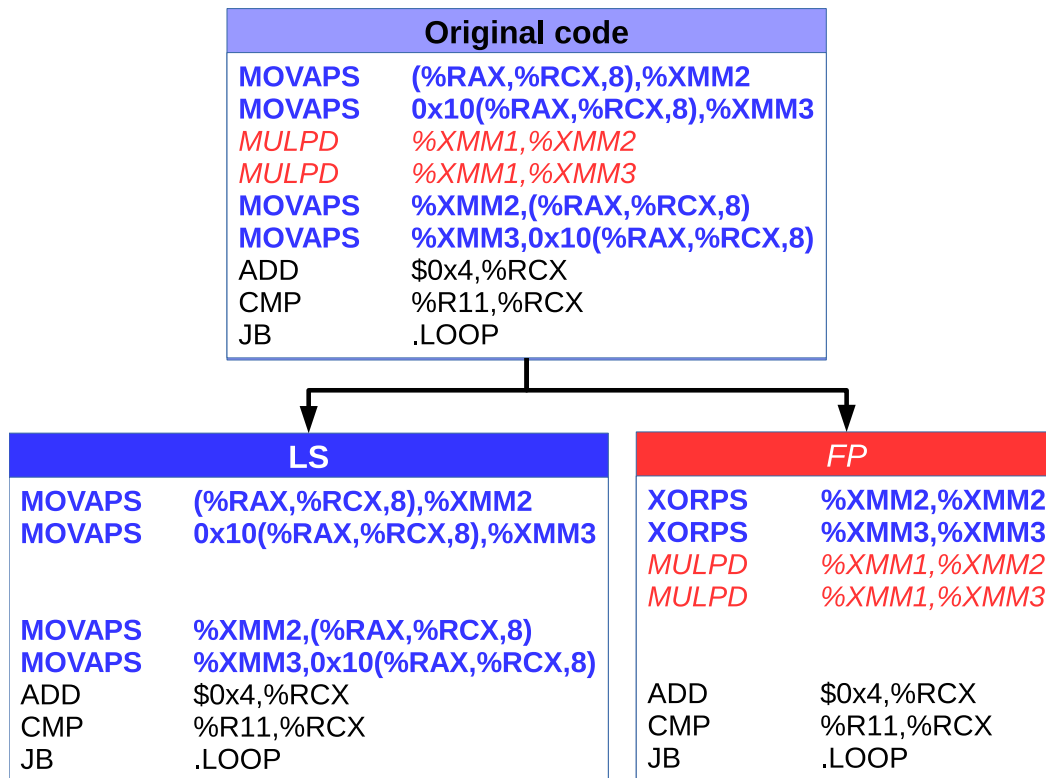 Original code
MOVAPS (%RAX,%RCX,8),%XMM2
MOVAPS 0x10(%RAX,%RCX,8),%XMM3
MULPD %XMM1,%XMM2
MULPD %XMM1,%XMM3
MOVAPS %XMM2,(%RAX,%RCX,8)
MOVAPS %XMM3,0x10(%RAX,%RCX,8)
ADD $0x4,%RCX
CMP %R11,%RCX
JB .LOOP
LS
MOVAPS (%RAX,%RCX,8),%XMM2
MOVAPS 0x10(%RAX,%RCX,8),%XMM3
MOVAPS %XMM2,(%RAX,%RCX,8)
MOVAPS %XMM3,0x10(%RAX,%RCX,8)
ADD $0x4,%RCX
CMP %R11,%RCX
JB .LOOP
FP
XORPS %XMM2,%XMM2
XORPS %XMM3,%XMM3
MULPD %XMM1,%XMM2
MULPD %XMM1,%XMM3
ADD $0x4,%RCX
CMP %R11,%RCX
JB .LOOP